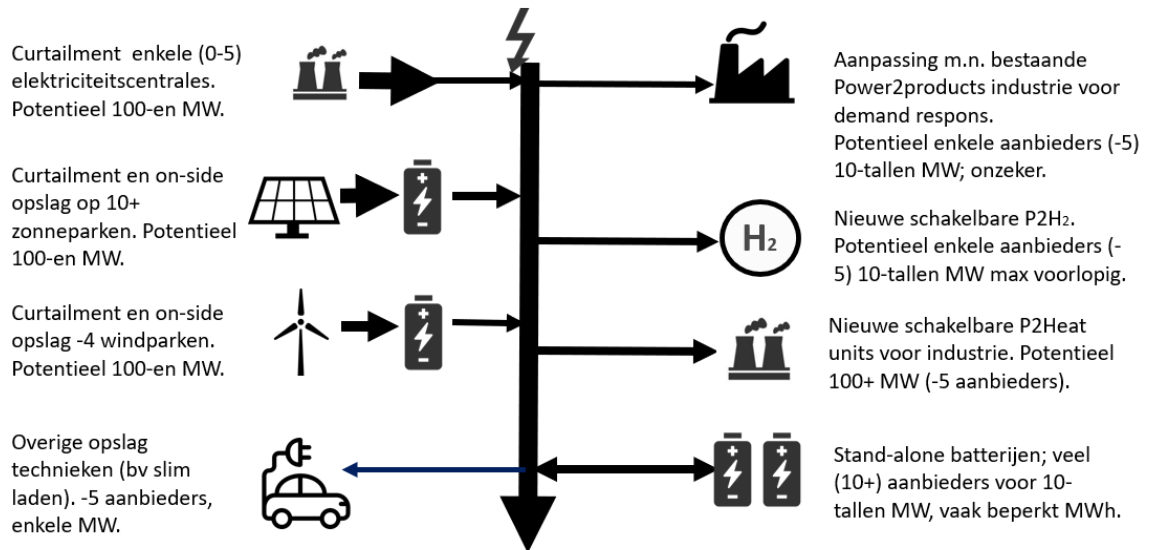 Curtailment enkele (0-5)
elektriciteitscentrales.
Potentieel 100-en MW.
Curtailment en on-side
opslag op 10+
zonneparken. Potentieel
100-en MW.
Curtailment en on-side
opslag -4 windparken.
Potentieel 100-en MW.
Overige opslag
technieken (bv slim
laden). -5 aanbieders,
enkele MW.
Aanpassing m.n. bestaande
Power2products industrie voor
demand respons.
Potentieel enkele aanbieders (-5)
10-tallen MW; onzeker.
H₂
Nieuwe schakelbare P2H₂.
Potentieel enkele aanbieders (-
5) 10-tallen MW max voorlopig.
Nieuwe schakelbare P2Heat
units voor industrie. Potentieel
100+ MW (-5 aanbieders).
Stand-alone batterijen; veel
(10+) aanbieders voor 10-
tallen MW, vaak beperkt MWh.